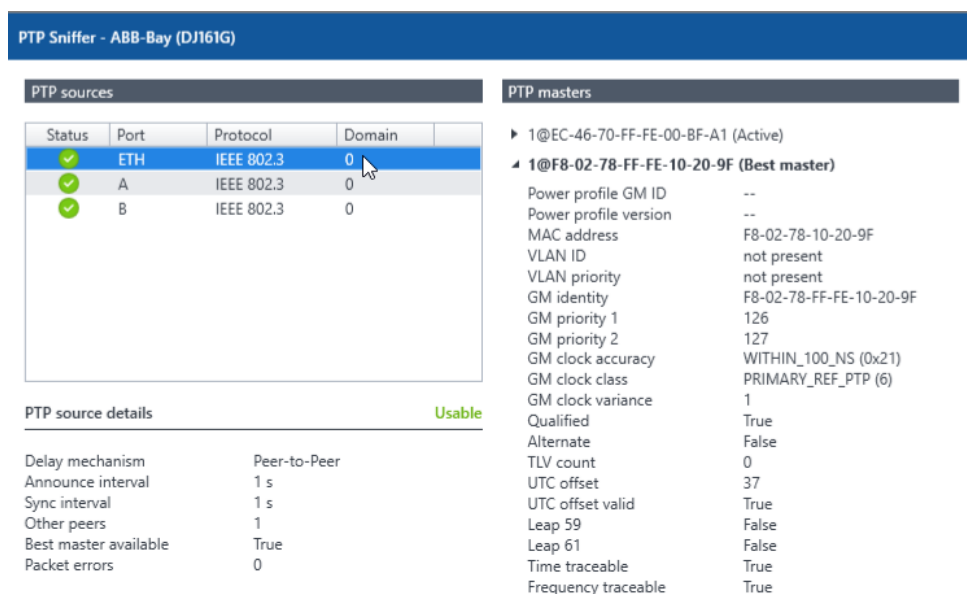 PTP Sniffer - ABB-Bay (DJ161G)
PTP sources
Status Port Protocol Domain
ETH IEEE 802.3 0
A IEEE 802.3 0
B IEEE 802.3 0
PTP source details Usable
Delay mechanism Peer-to-Peer
Announce interval 1 s
Sync interval 1 s
Other peers 1
Best master available True
Packet errors 0
PTP masters
1@EC-46-70-FF-FE-00-BF-A1 (Active)
1@F8-02-78-FF-FE-10-20-9F (Best master)
Power profile GM ID --
Power profile version --
MAC address F8-02-78-10-20-9F
VLAN ID not present
VLAN priority not present
GM identity F8-02-78-FF-FE-10-20-9F
GM priority 1 126
GM priority 2 127
GM clock accuracy WITHIN_100_NS (0x21)
GM clock class PRIMARY_REF_PTP (6)
GM clock variance 1
Qualified True
Alternate False
TLV count 0
UTC offset 37
UTC offset valid True
Leap 59 False
Leap 61 False
Time traceable True
Frequency traceable True